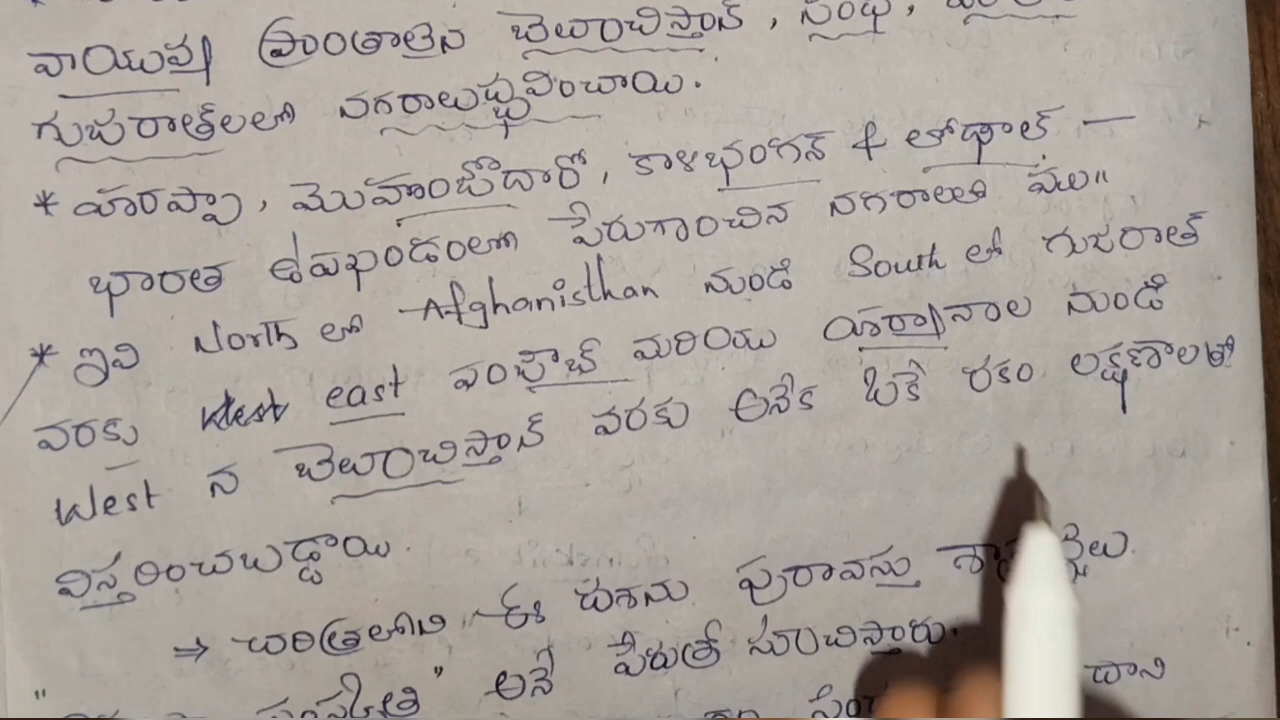 వాయువ్య ప్రాంతాలైన బెలూచిస్తాన్, సింధ్,
గుజరాత్‌లలో నగరాలుద్భవించాయి.
* హరప్పా, మొహంజొదారో, కాళిభంగన్ & లోథాల్ —
భారత ఉపఖండంలో పేరుగాంచిన నగరాలకి
* ఇవి North లో Afghanisthan నుండి South లో గుజరాత్
వరకు east పంజాబ్ మరియు హర్యానాల నుండి
West న బెలూచిస్తాన్ వరకు అనేక ఒకే రకం లక్షణాలతో
విస్తరించబడ్డాయి.
⇒ చరిత్రలోని ఈ దశను పురావస్తు
" " అనే పేరుతో సూచిస్తారు.
దాని